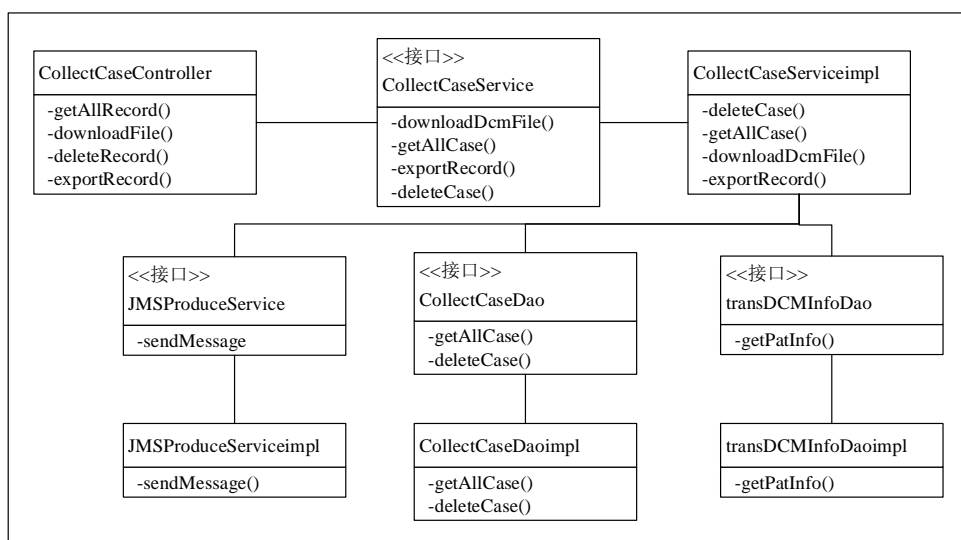 CollectCaseController
-getAllRecord()
-downloadFile()
-deleteRecord()
-exportRecord()
<<接口>>
CollectCaseService
-downloadDcmFile()
-getAllCase()
-exportRecord()
-deleteCase()
CollectCaseServiceimpl
-deleteCase()
-getAllCase()
-downloadDcmFile()
-exportRecord()
<<接口>>
JMSProduceService
-sendMessage
<<接口>>
CollectCaseDao
-getAllCase()
-deleteCase()
<<接口>>
transDCMInfoDao
-getPatInfo()
JMSProduceServiceimpl
-sendMessage()
CollectCaseDaoimpl
-getAllCase()
-deleteCase()
transDCMInfoDaoimpl
-getPatInfo()